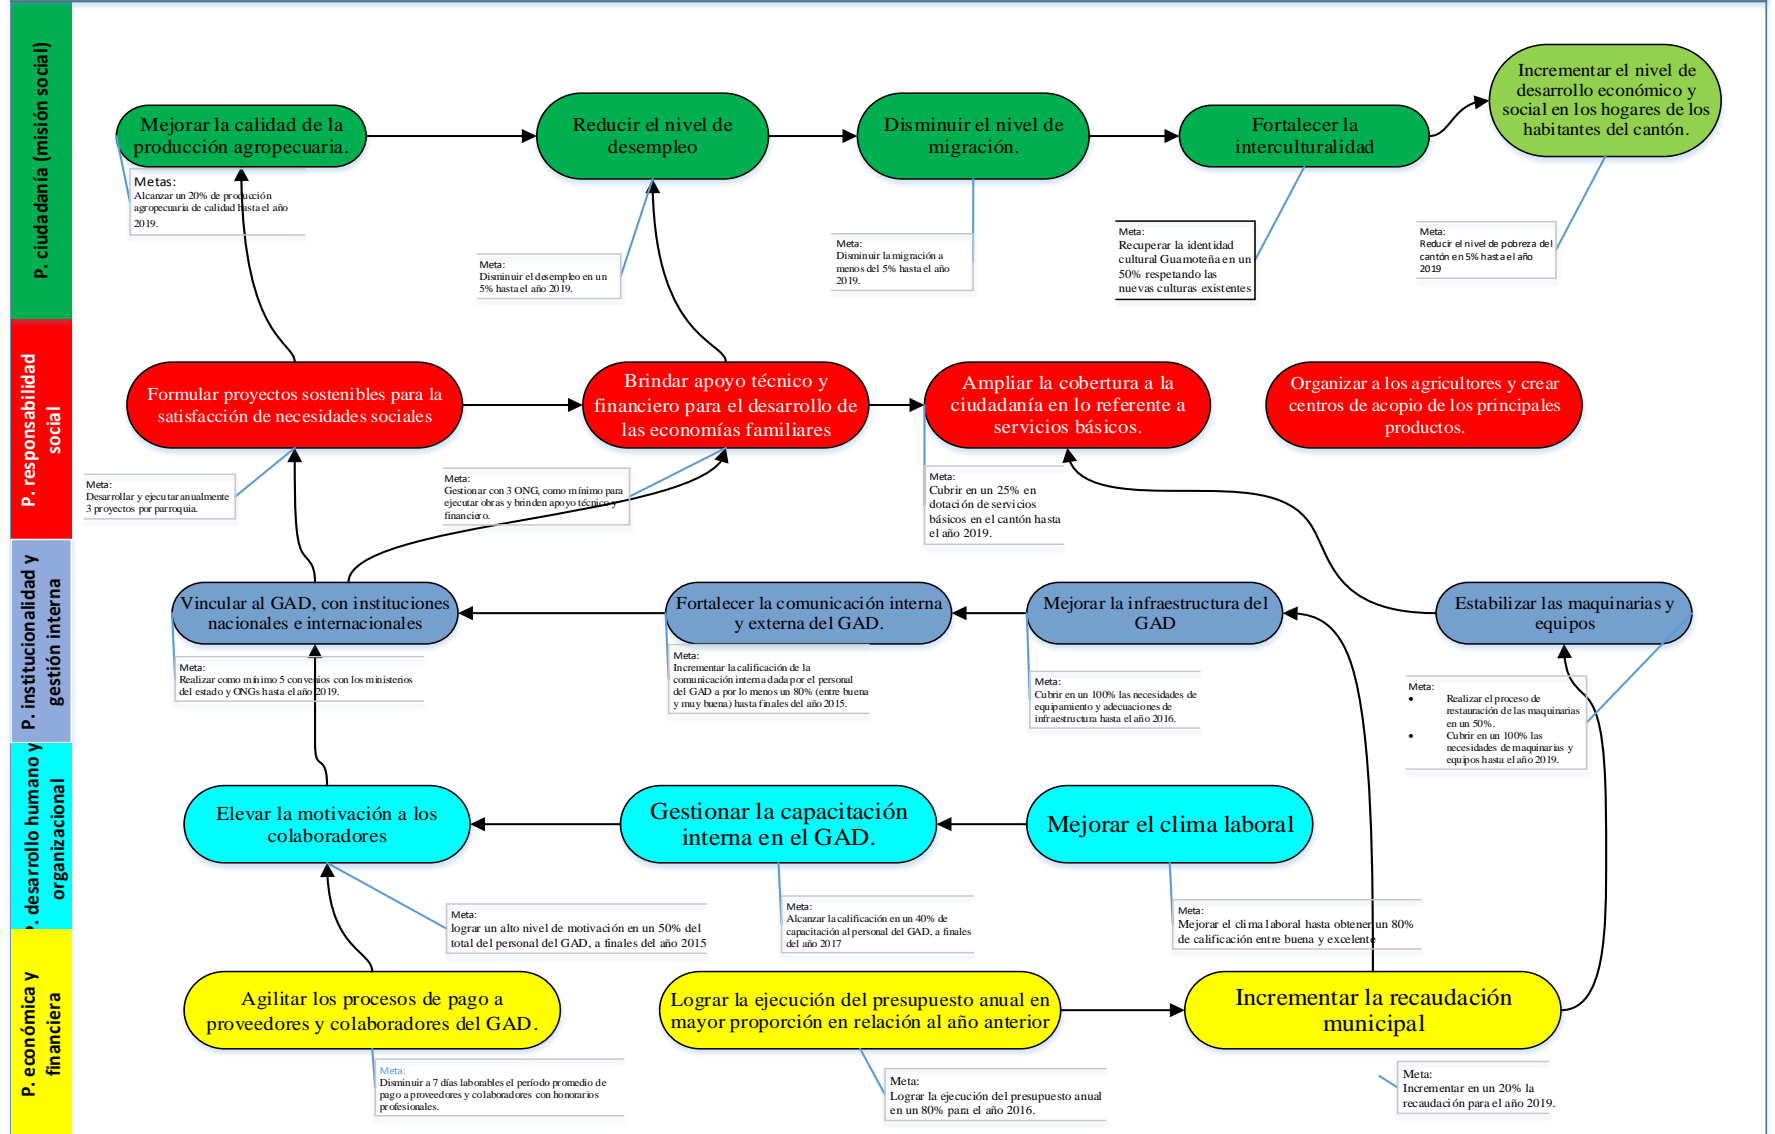 P. ciudadanía (misión social)
Mejorar la calidad de la
producción agropecuaria.
Reducir el nivel de
desempleo
Disminuir el nivel de
migración.
Fortalecer la
interculturalidad
Incrementar el nivel de
desarrollo económico y
social en los hogares de los
habitantes del cantón.
Metas:
Alcanzar un 20% de producción
agropecuaria de calidad hasta el año
2019.
Meta:
Disminuir el desempleo en un
5% hasta el año 2019.
Meta:
Disminuir la migración a
menos del 5% hasta el año
2019.
Meta:
Recuperar la identidad
cultural Guamoteña en un
50% respetando las
nuevas culturas existentes
Meta:
Reducir el nivel de pobreza del
cantón en 5% hasta el año
2019
P. responsabilidad
social
Formular proyectos sostenibles para la
satisfacción de necesidades sociales
Brindar apoyo técnico y
financiero para el desarrollo de
las economías familiares
Ampliar la cobertura a la
ciudadanía en lo referente a
servicios básicos.
Organizar a los agricultores y crear
centros de acopio de los principales
productos.
Meta:
Desarrollar y ejecutar anualmente
3 proyectos por parroquia.
Meta:
Gestionar con 3 ONG, como mínimo para
ejecutar obras y brinden apoyo técnico y
financiero.
Meta:
Cubrir en un 25% en
dotación de servicios
básicos en el cantón hasta
el año 2019.
P. institucionalidad y
gestión interna
Vincular al GAD, con instituciones
nacionales e internacionales
Fortalecer la comunicación interna
y externa del GAD.
Mejorar la infraestructura del
GAD
Estabilizar las maquinarias y
equipos
Meta:
Realizar como mínimo 5 convenios con los ministerios
del estado y ONGs hasta el año 2019.
Meta:
Incrementar la calificación de la
comunicación interna dada por el personal
del GAD a por lo menos un 80% (entre buena
y muy buena) hasta finales del año 2015.
Meta:
Cubrir en un 100% las necesidades de
equipamiento y adecuaciones de
infraestructura hasta el año 2016.
Meta:
• Realizar el proceso de
restauración de las maquinarias
en un 50%.
• Cubrir en un 100% las
necesidades de maquinarias y
equipos hasta el año 2019.
P. desarrollo humano y
organizacional
Elevar la motivación a los
colaboradores
Gestionar la capacitación
interna en el GAD.
Mejorar el clima laboral
Meta:
lograr un alto nivel de motivación en un 50% del
total del personal del GAD, a finales del año 2015
Meta:
Alcanzar la calificación en un 40% de
capacitación al personal del GAD, a finales
del año 2017
Meta:
Mejorar el clima laboral hasta obtener un 80%
de calificación entre buena y excelente
P. económica y
financiera
Agilitar los procesos de pago a
proveedores y colaboradores del GAD.
Lograr la ejecución del presupuesto anual en
mayor proporción en relación al año anterior
Incrementar la recaudación
municipal
Meta:
Disminuir a 7 días laborables el período promedio de
pago a proveedores y colaboradores con honorarios
profesionales.
Meta:
Lograr la ejecución del presupuesto anual
en un 80% para el año 2016.
Meta:
Incrementar en un 20% la
recaudación para el año 2019.